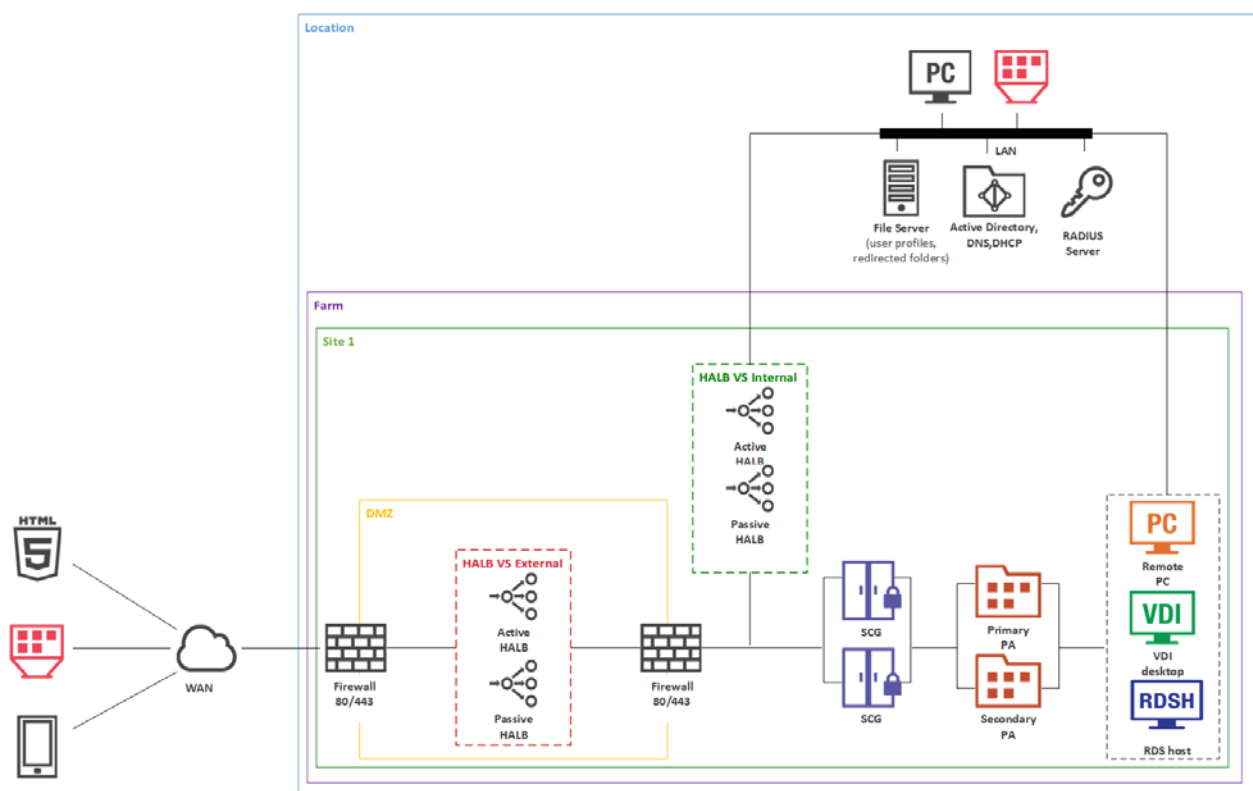 Location
PC
LAN
File Server
(user profiles,
redirected folders)
Active Directory,
DNS,DHCP
RADIUS
Server
Farm
Site 1
HALB VS Internal
Active
HALB
Passive
HALB
DMZ
HALB VS External
Active
HALB
Passive
HALB
HTML
5
WAN
Firewall
80/443
Firewall
80/443
SCG
SCG
Primary
PA
Secondary
PA
PC
Remote
PC
VDI
VDI
desktop
RDSH
RDS host